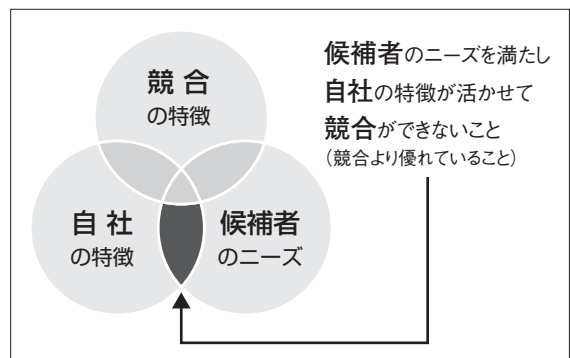 競合
の特徴
自社
の特徴
候補者
のニーズ
候補者のニーズを満たし
自社の特徴が活かせて
競合ができないこと
（競合より優れていること）